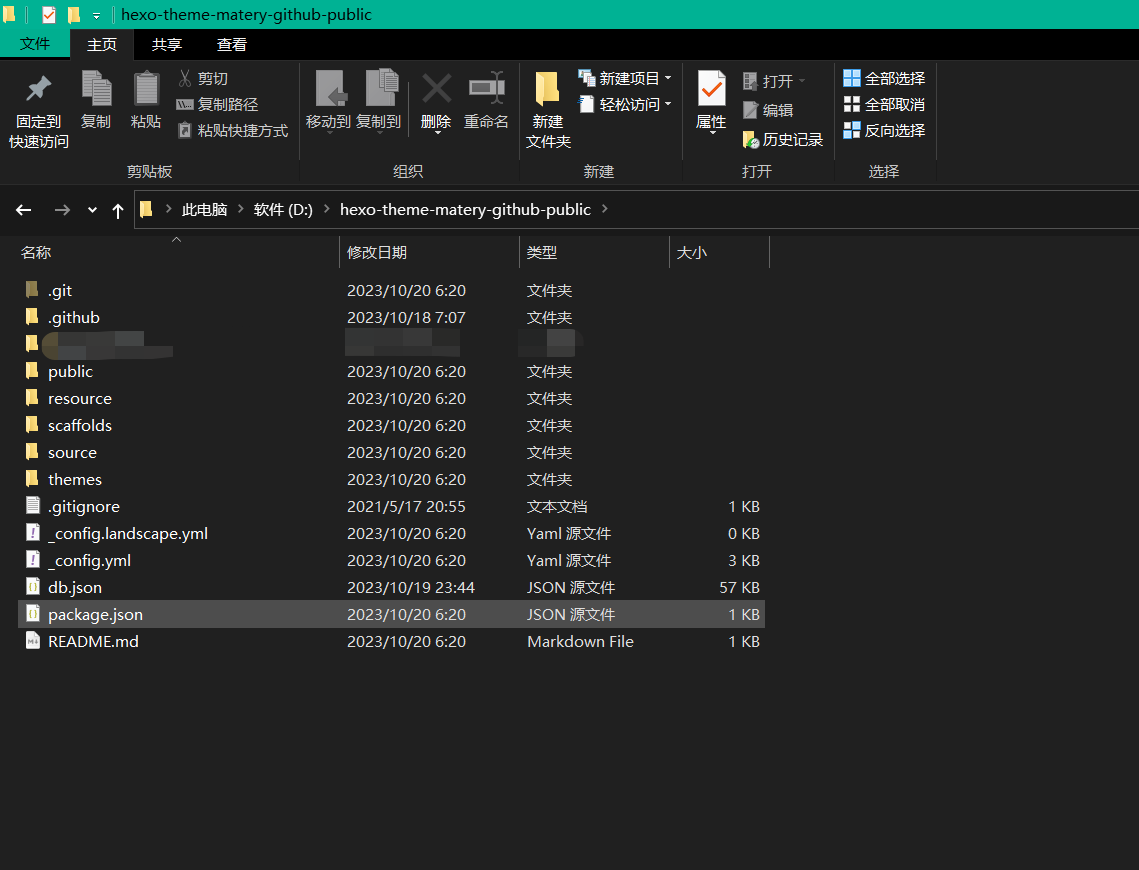 hexo-theme-matery-github-public
文件 主页 共享 查看
固定到快速访问
复制
粘贴
剪切
复制路径
粘贴快捷方式
剪贴板
移动到
复制到
删除
重命名
组织
新建文件夹
新建项目
轻松访问
新建
属性
打开
编辑
历史记录
打开
全部选择
全部取消
反向选择
选择
此电脑 软件 (D:) hexo-theme-matery-github-public
名称 修改日期 类型 大小
.git 2023/10/20 6:20 文件夹
.github 2023/10/18 7:07 文件夹
public 2023/10/20 6:20 文件夹
resource 2023/10/20 6:20 文件夹
scaffolds 2023/10/20 6:20 文件夹
source 2023/10/20 6:20 文件夹
themes 2023/10/20 6:20 文件夹
.gitignore 2021/5/17 20:55 文本文档 1 KB
_config.landscape.yml 2023/10/20 6:20 Yaml 源文件 0 KB
_config.yml 2023/10/20 6:20 Yaml 源文件 3 KB
db.json 2023/10/19 23:44 JSON 源文件 57 KB
package.json 2023/10/20 6:20 JSON 源文件 1 KB
README.md 2023/10/20 6:20 Markdown File 1 KB